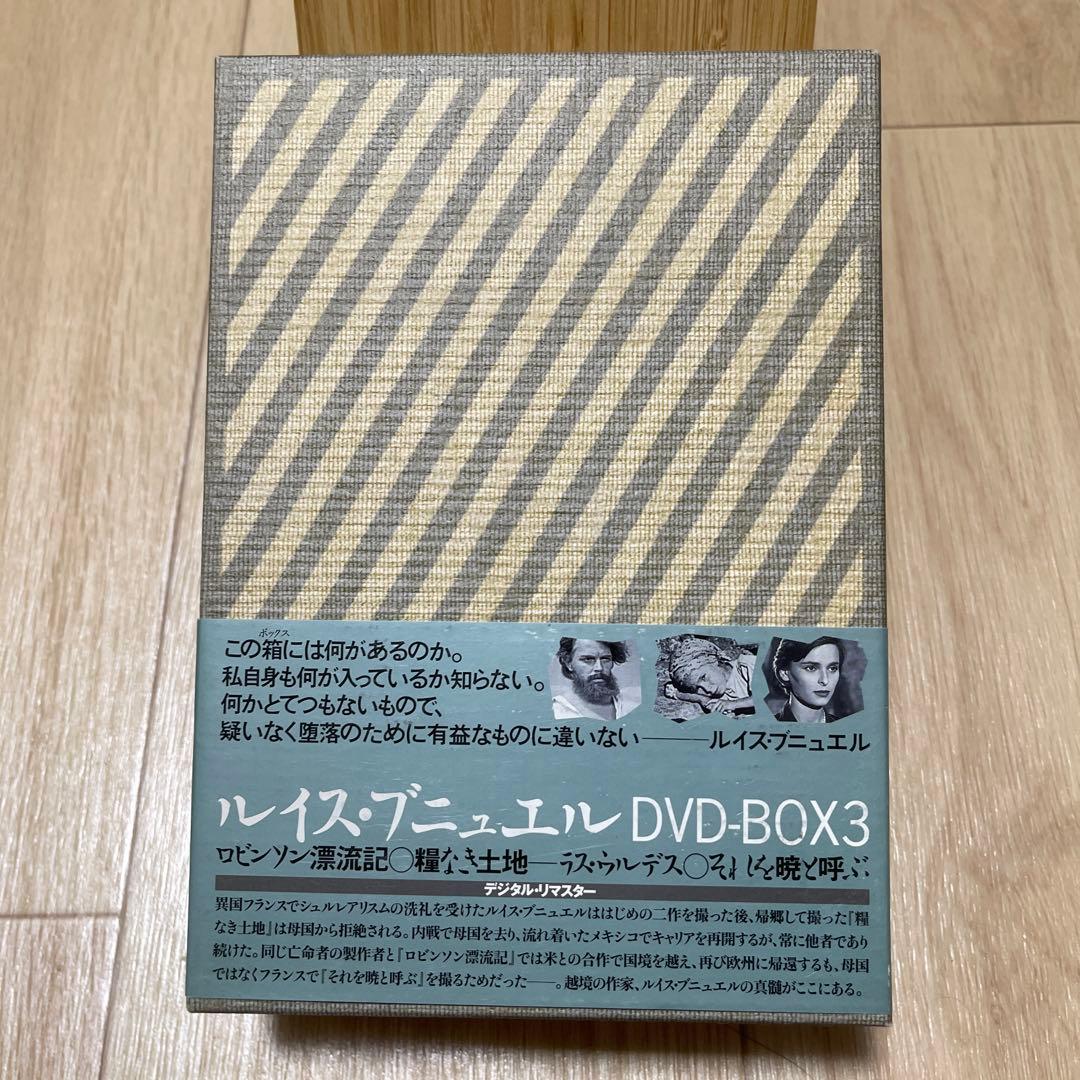 ボックス
この箱には何があるのか。
私自身も何が入っているか知らない。
何かとてつもないもので、
疑いなく堕落のために有益なものに違いない――ルイス・ブニュエル
ルイス・ブニュエル DVD-BOX3
ロビンソン漂流記○糧なき土地―ラス・ウルデス○それを暁と呼ぶ
デジタル・リマスター
異国フランスでシュルレアリスムの洗礼を受けたルイス・ブニュエルははじめの二作を撮った後、帰郷して撮った『糧
なき土地』は母国から拒絶される。内戦で母国を去り、流れ着いたメキシコでキャリアを再開するが、常に他者であり
続けた。同じ亡命者の製作者と『ロビンソン漂流記』では米との合作で国境を越え、再び欧州に帰還するも、母国
ではなくフランスで『それを暁と呼ぶ』を撮るためだった――。越境の作家、ルイス・ブニュエルの真髄がここにある。